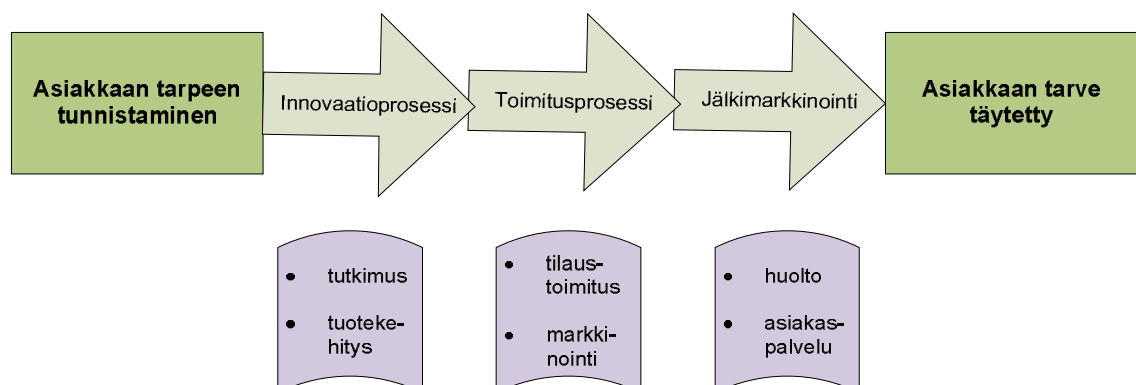 Asiakkaan tarpeen
tunnistaminen
Innovaatioprosessi
Toimitusprosessi
Jälkimarkkinointi
Asiakkaan tarve
täytetty
• tutkimus
• tuoteke-
hitys
• tilaus-
toimitus
• markki-
nointi
• huolto
• asiakas-
palvelu